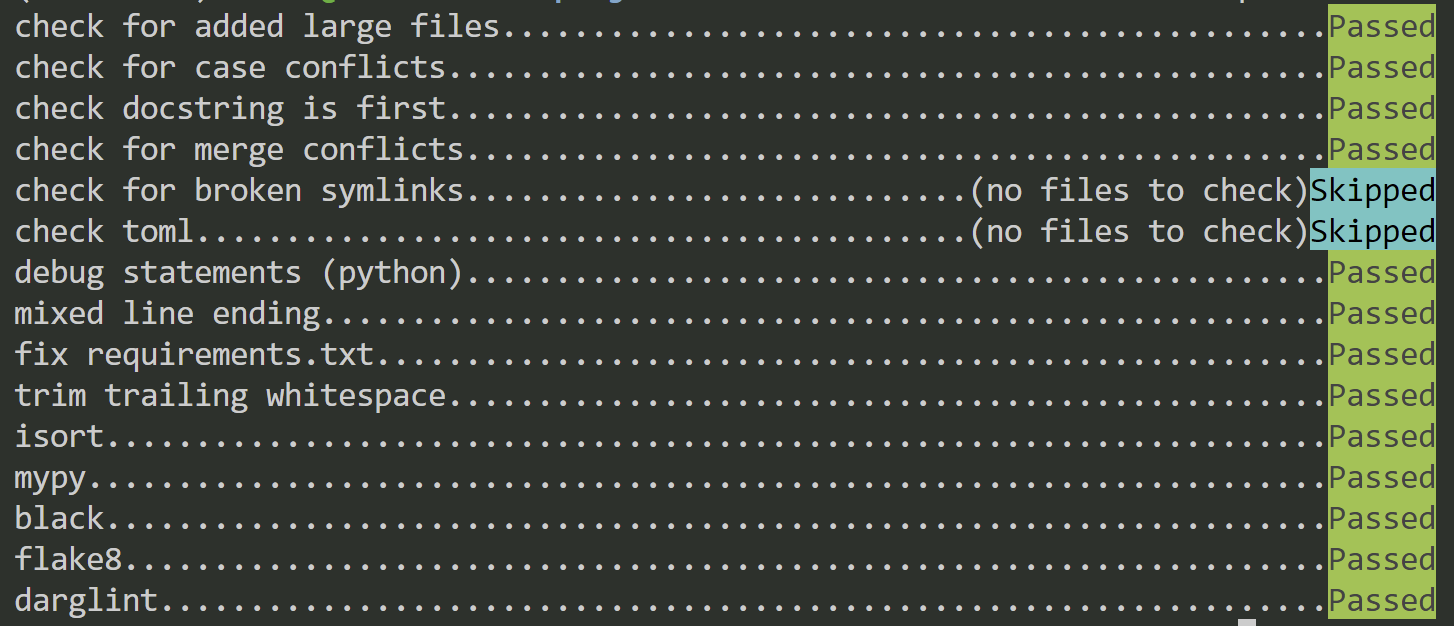 check for added large files..............................................Passed
check for case conflicts.................................................Passed
check docstring is first.................................................Passed
check for merge conflicts................................................Passed
check for broken symlinks............................(no files to check)Skipped
check toml...........................................(no files to check)Skipped
debug statements (python)................................................Passed
mixed line ending........................................................Passed
fix requirements.txt.....................................................Passed
trim trailing whitespace.................................................Passed
isort....................................................................Passed
mypy.....................................................................Passed
black....................................................................Passed
flake8...................................................................Passed
darglint.................................................................Passed